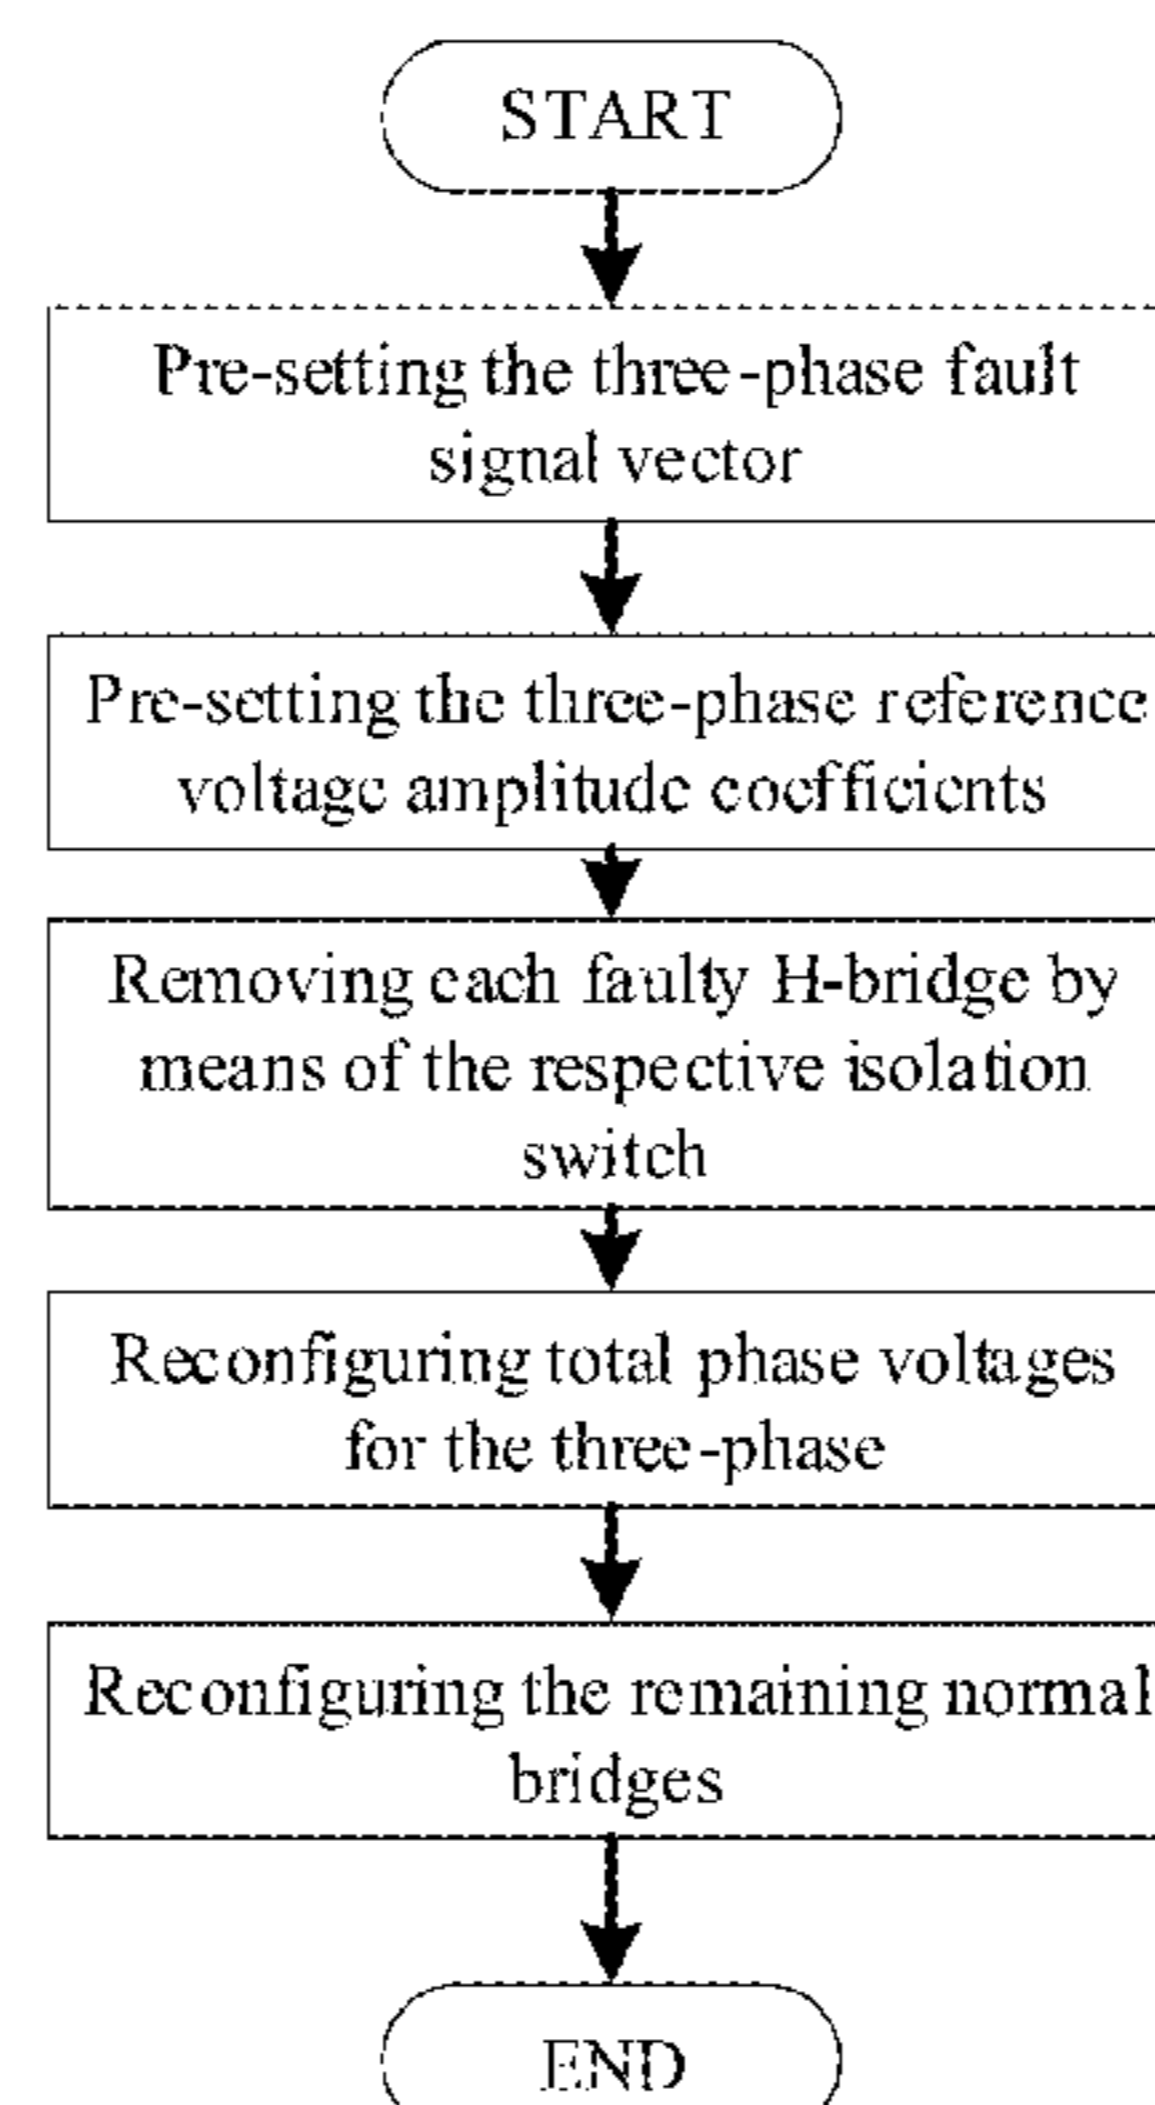 START
Pre-setting the three-phase fault
signal vector
Pre-setting the three-phase reference
voltage amplitude coefficients
Removing each faulty H-bridge by
means of the respective isolation
switch
Reconfiguring total phase voltages
for the three-phase
Reconfiguring the remaining normal
bridges
END